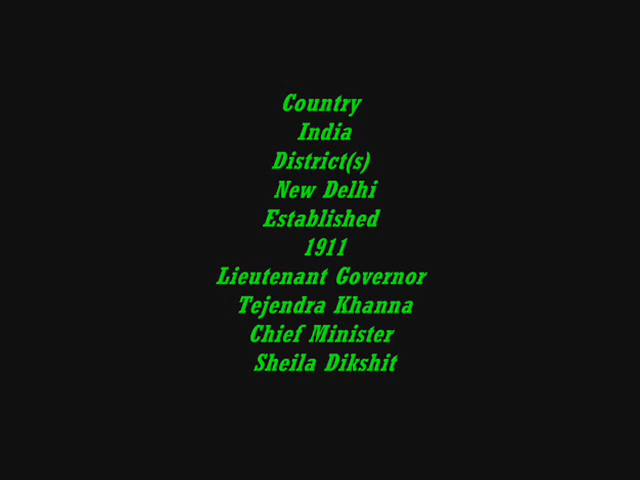 Country
India
District(s)
New Delhi
Established
1911
Lieutenant Governor
Tejendra Khanna
Chief Minister
Sheila Dikshit